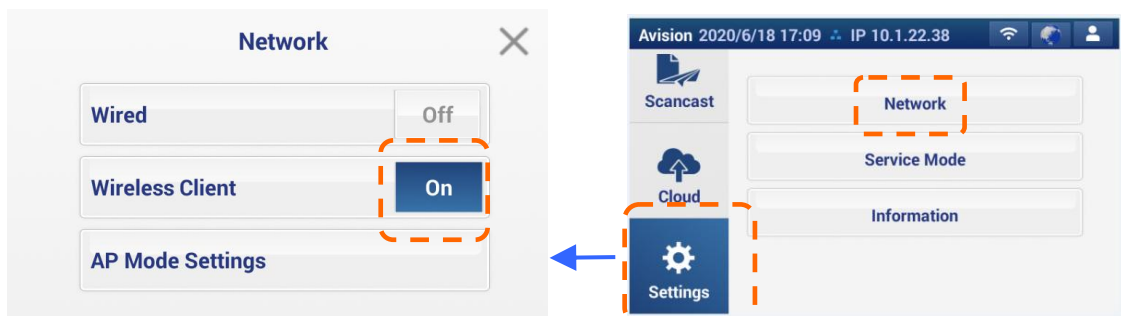 Network
Wired
Off
Wireless Client
On
AP Mode Settings
Avision 2020/6/18 17:09 IP 10.1.22.38
Scancast
Network
Service Mode
Cloud
Information
Settings